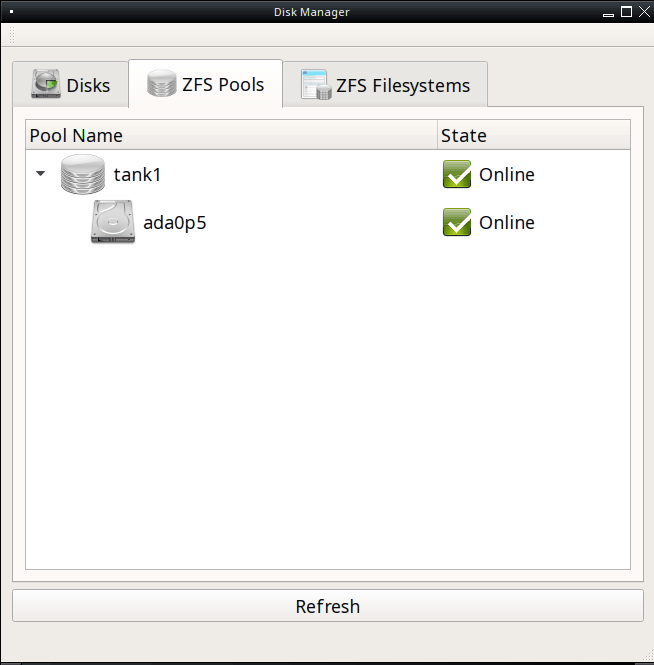 Disk Manager
Disks ZFS Pools ZFS Filesystems
Pool Name State
tank1 Online
ada0p5 Online
Refresh